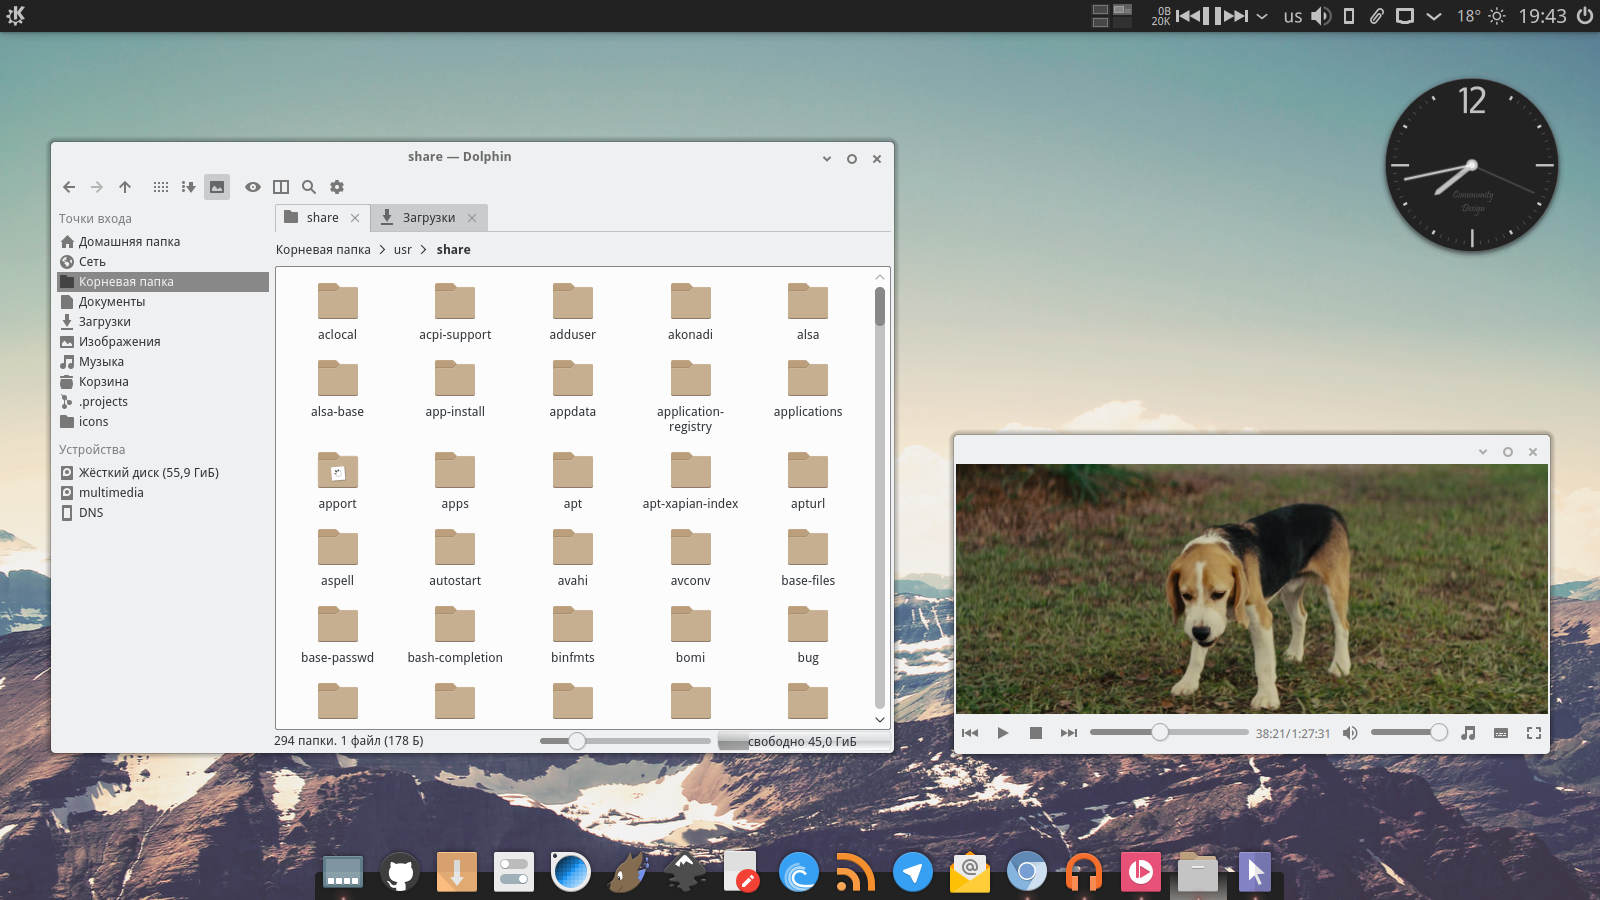 0B
20K
us
18°
19:43
12
Community
Design
share — Dolphin
Точки входа
Домашняя папка
Сеть
Корневая папка
Документы
Загрузки
Изображения
Музыка
Корзина
.projects
icons
Устройства
Жёсткий диск (55,9 ГиБ)
multimedia
DNS
share
Загрузки
Корневая папка > usr > share
aclocal acpi-support adduser akonadi alsa
alsa-base app-install appdata application- applications
registry
apport apps apt apt-xapian-index apturl
aspell autostart avahi avconv base-files
base-passwd bash-completion binfmts bomi bug
294 папки. 1 файл (178 Б)
свободно 45,0 ГиБ
38:21/1:27:31